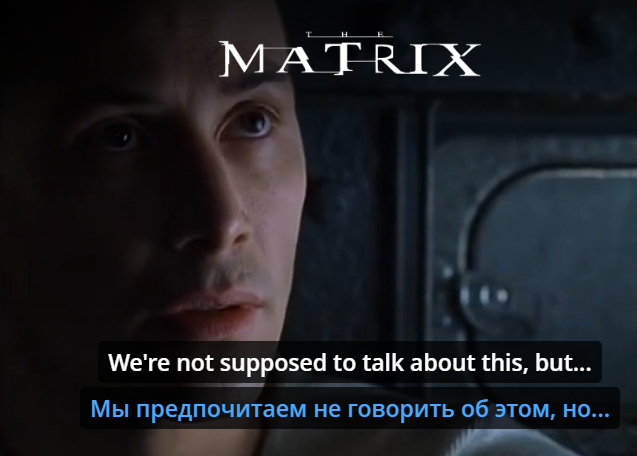 THE
MATRIX
We're not supposed to talk about this, but...
Мы предпочитаем не говорить об этом, но...